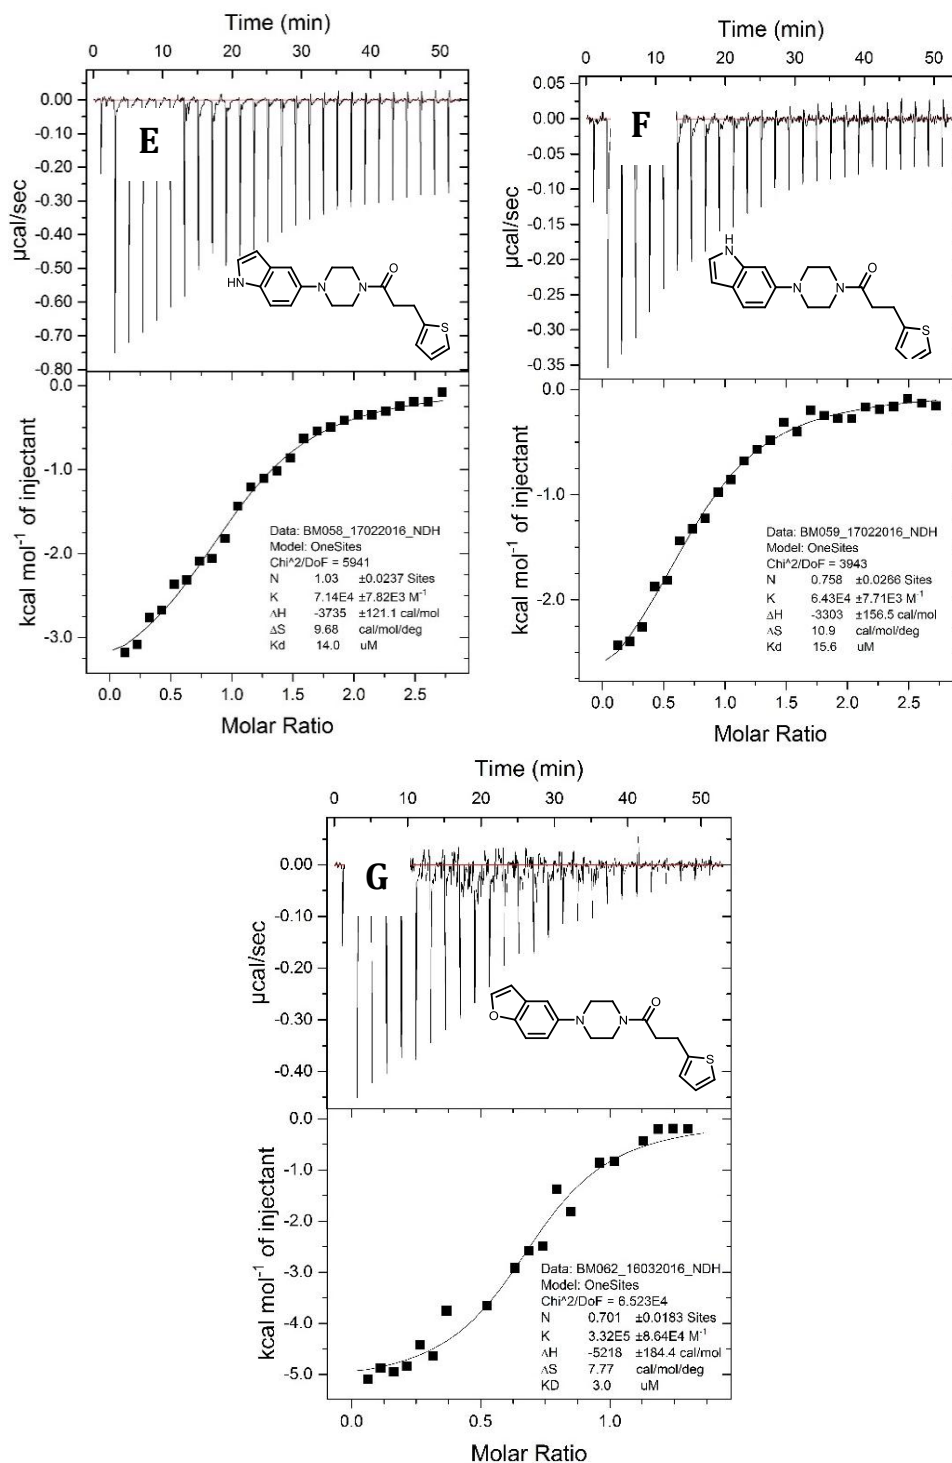 Time (min)
0 10 20 30 40 50
0.00
-0.10
-0.20
-0.30
-0.40
-0.50
-0.60
-0.70
-0.80
µcal/sec
E
HN
N
N
O
S
0.0
-1.0
-2.0
-3.0
kcal mol⁻¹ of injectant
Data: BM058_17022016_NDH
Model: OneSites
Chi^2/DoF = 5941
N 1.03 ±0.0237 Sites
K 7.14E4 ±7.82E3 M⁻¹
ΔH -3735 ±121.1 cal/mol
ΔS 9.68 cal/mol/deg
Kd 14.0 uM
0.0 0.5 1.0 1.5 2.0 2.5
Molar Ratio
Time (min)
0 10 20 30 40 50
0.05
0.00
-0.05
-0.10
-0.15
-0.20
-0.25
-0.30
-0.35
µcal/sec
F
H
N
N
N
O
S
0.0
-1.0
-2.0
kcal mol⁻¹ of injectant
Data: BM059_17022016_NDH
Model: OneSites
Chi^2/DoF = 3943
N 0.758 ±0.0266 Sites
K 6.43E4 ±7.71E3 M⁻¹
ΔH -3303 ±156.5 cal/mol
ΔS 10.9 cal/mol/deg
Kd 15.6 uM
0.0 0.5 1.0 1.5 2.0 2.5
Molar Ratio
Time (min)
0 10 20 30 40 50
0.00
-0.10
-0.20
-0.30
-0.40
µcal/sec
G
O
N
N
O
S
0.0
-1.0
-2.0
-3.0
-4.0
-5.0
kcal mol⁻¹ of injectant
Data: BM062_16032016_NDH
Model: OneSites
Chi^2/DoF = 6.523E4
N 0.701 ±0.0183 Sites
K 3.32E5 ±8.64E4 M⁻¹
ΔH -5218 ±184.4 cal/mol
ΔS 7.77 cal/mol/deg
KD 3.0 uM
0.0 0.5 1.0
Molar Ratio